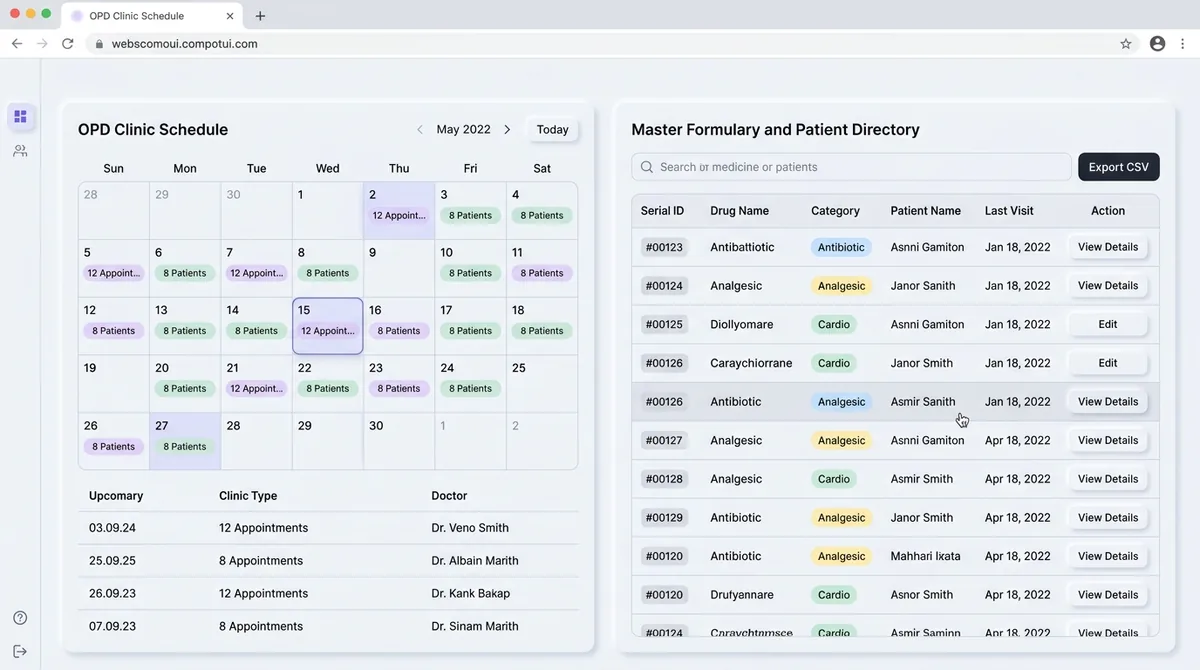 OPD Clinic Schedule
webscomoui.compotui.com
OPD Clinic Schedule
May 2022
Today
Sun Mon Tue Wed Thu Fri Sat
28 29 30 1 2 3 4
12 Appoint... 8 Patients 8 Patients
5 6 7 8 9 10 11
12 Appoint... 8 Patients 12 Appoint... 8 Patients 8 Patients 8 Patients
12 13 14 15 16 17 18
8 Patients 8 Patients 8 Patients 12 Appoint... 8 Patients 8 Patients 8 Patients
19 20 21 22 23 24 25
8 Patients 12 Appoint... 8 Patients 8 Patients 8 Patients
26 27 28 29 30 1 2
8 Patients 8 Patients
Upcomary Clinic Type Doctor
03.09.24 12 Appointments Dr. Veno Smith
25.09.25 8 Appointments Dr. Albain Marith
26.09.23 12 Appointments Dr. Kank Bakap
07.09.23 8 Appointments Dr. Sinam Marith
Master Formulary and Patient Directory
Search or medicine or patients
Export CSV
Serial ID Drug Name Category Patient Name Last Visit Action
#00123 Antibattiotic Antibiotic Asnni Gamiton Jan 18, 2022 View Details
#00124 Analgesic Analgesic Janor Sanith Jan 18, 2022 View Details
#00125 Diollyomare Cardio Asnni Gamiton Jan 18, 2022 Edit
#00126 Caraychiorrane Cardio Janor Smith Jan 18, 2022 Edit
#00126 Antibiotic Analgesic Asmir Sanith Jan 18, 2022 View Details
#00127 Analgesic Analgesic Asnni Gamiton Apr 18, 2022 View Details
#00128 Analgesic Cardio Asmir Smith Apr 18, 2022 View Details
#00129 Antibiotic Analgesic Janor Smith Apr 18, 2022 View Details
#00120 Antibiotic Analgesic Mahhari Apr 18, 2022 View Details
#00120 Drufyannare Cardio Asnor Smith Apr 18, 2022 View Details
#00124 Cardio Asmir Apr 18, 2022 View Details